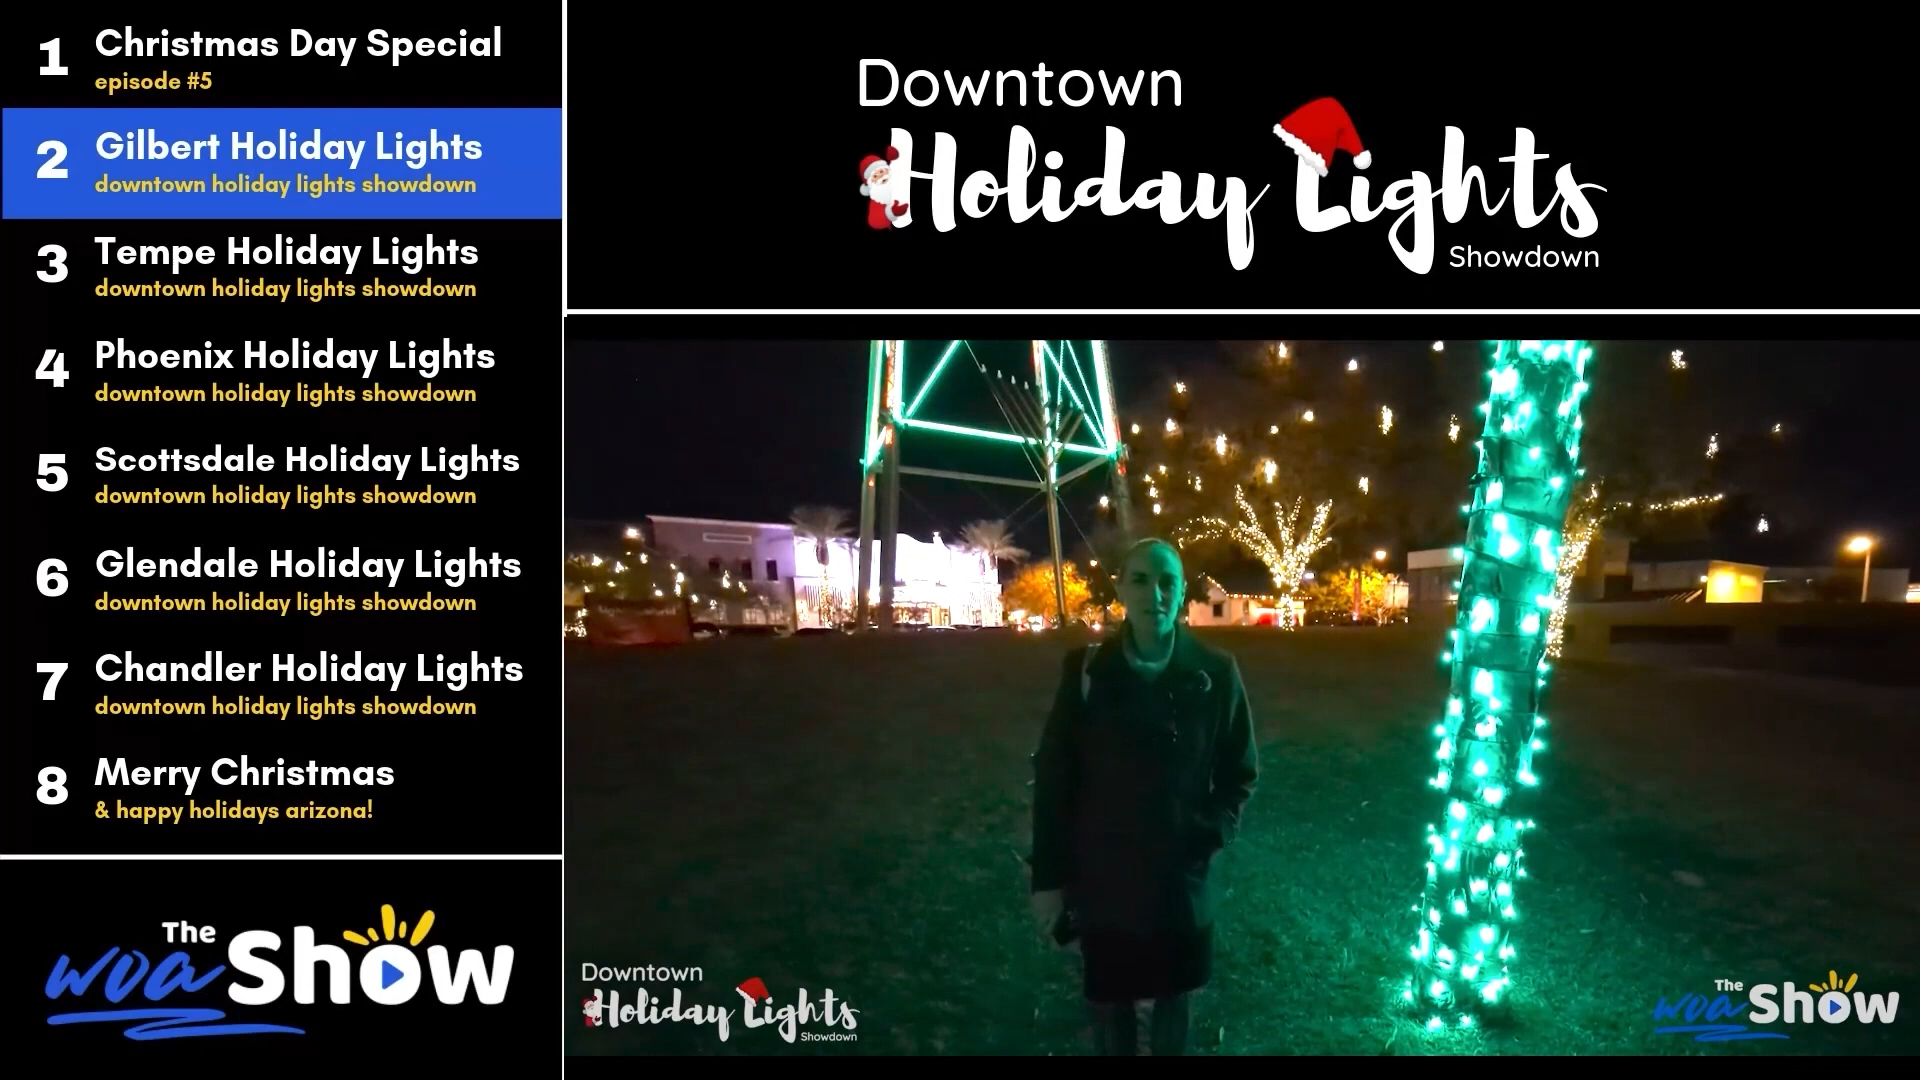 1
Christmas Day Special
episode #5
2
Gilbert Holiday Lights
downtown holiday lights showdown
3
Tempe Holiday Lights
downtown holiday lights showdown
4
Phoenix Holiday Lights
downtown holiday lights showdown
5
Scottsdale Holiday Lights
downtown holiday lights showdown
6
Glendale Holiday Lights
downtown holiday lights showdown
7
Chandler Holiday Lights
downtown holiday lights showdown
8
Merry Christmas
& happy holidays arizona!
The
woa Show
Downtown
Holiday Lights
Showdown
Downtown
Holiday Lights
Showdown
The
woa Show